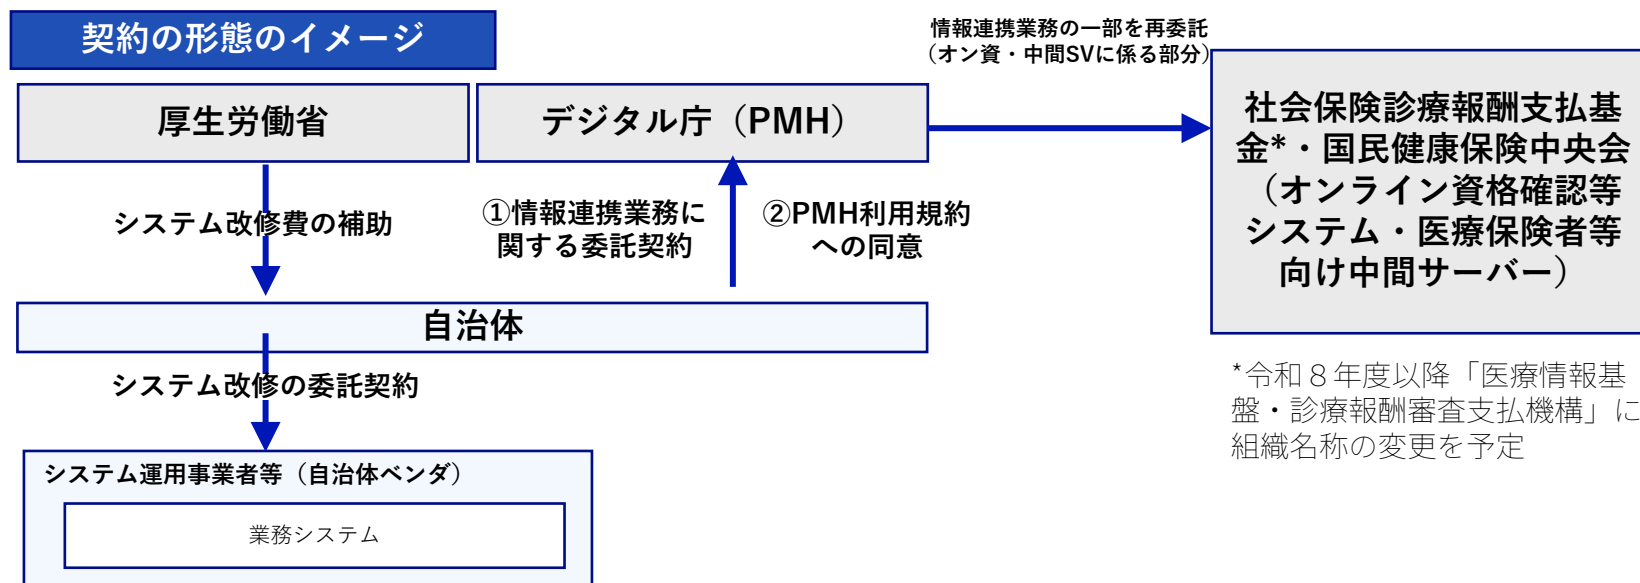 契約の形態のイメージ
情報連携業務の一部を再委託
（オン資・中間SVに係る部分）
厚生労働省
デジタル庁（PMH）
社会保険診療報酬支払基
金*・国民健康保険中央会
（オンライン資格確認等
システム・医療保険者等
向け中間サーバー）
システム改修費の補助
①情報連携業務に
関する委託契約
②PMH利用規約
への同意
自治体
システム改修の委託契約
*令和８年度以降「医療情報基
盤・診療報酬審査支払機構」に
組織名称の変更を予定
システム運用事業者等（自治体ベンダ）
業務システム